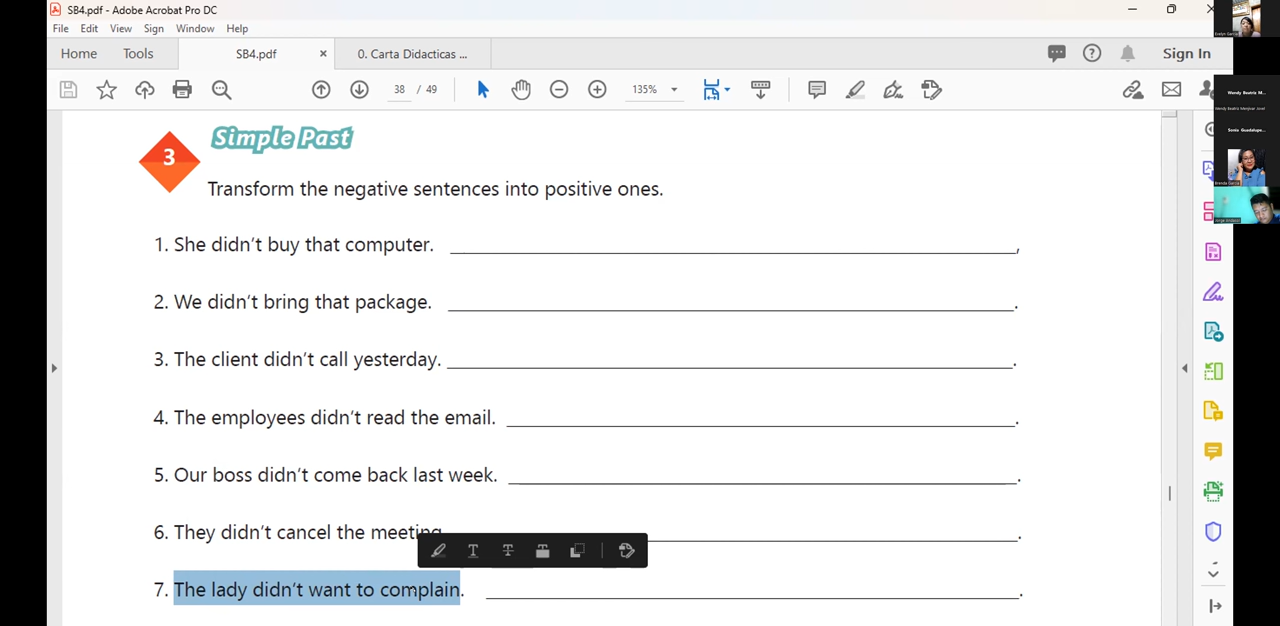 SB4.pdf - Adobe Acrobat Pro DC
File Edit View Sign Window Help
Home Tools SB4.pdf × 0. Carta Didacticas ... Sign In
38 / 49 135%
3 Simple Past
Transform the negative sentences into positive ones.
1. She didn't buy that computer. ,
2. We didn't bring that package. .
3. The client didn't call yesterday. .
4. The employees didn't read the email. .
5. Our boss didn't come back last week. .
6. They didn't cancel the meeting .
7. The lady didn't want to complain. .
Wendy Beatriz M...
Sonia Guadalupe...